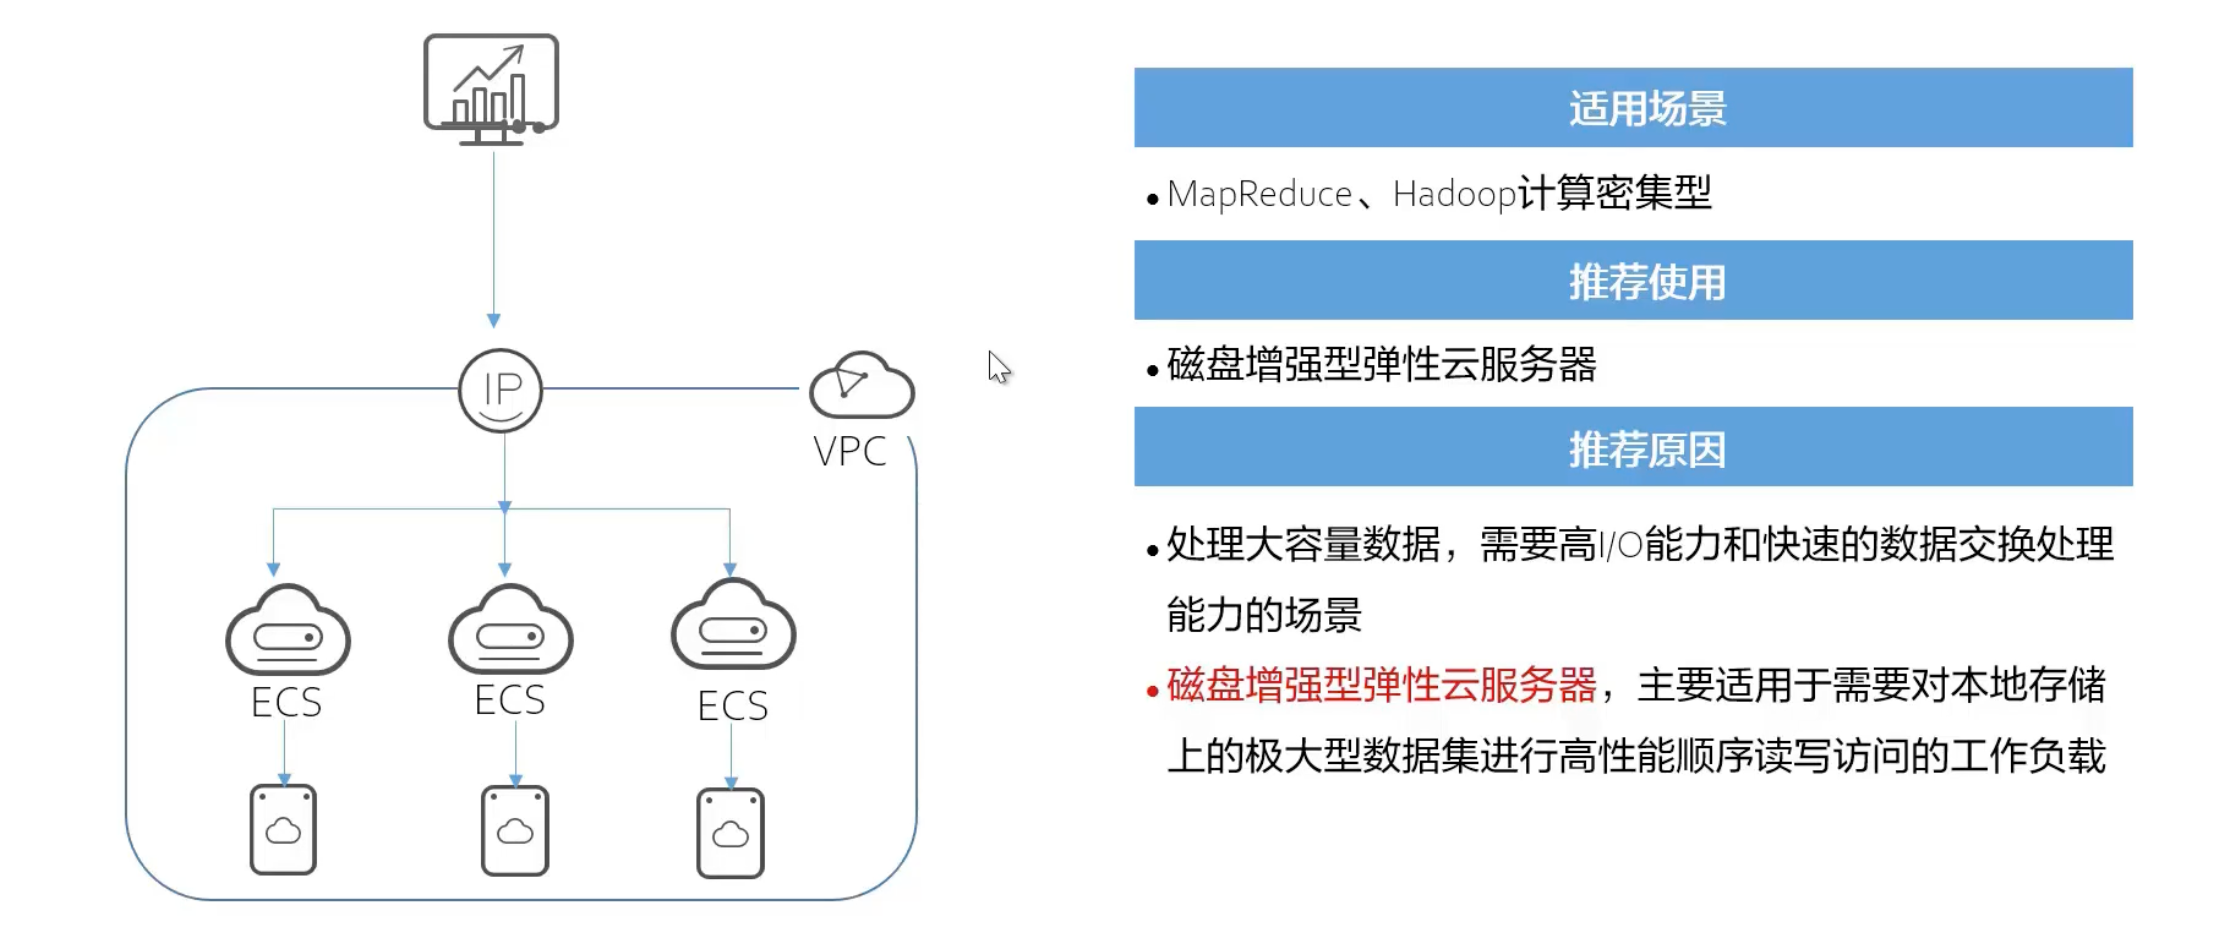 IP
VPC
ECS
ECS
ECS
适用场景
•MapReduce、Hadoop计算密集型
推荐使用
•磁盘增强型弹性云服务器
推荐原因
•处理大容量数据，需要高I/O能力和快速的数据交换处理
能力的场景
•磁盘增强型弹性云服务器，主要适用于需要对本地存储
上的极大型数据集进行高性能顺序读写访问的工作负载